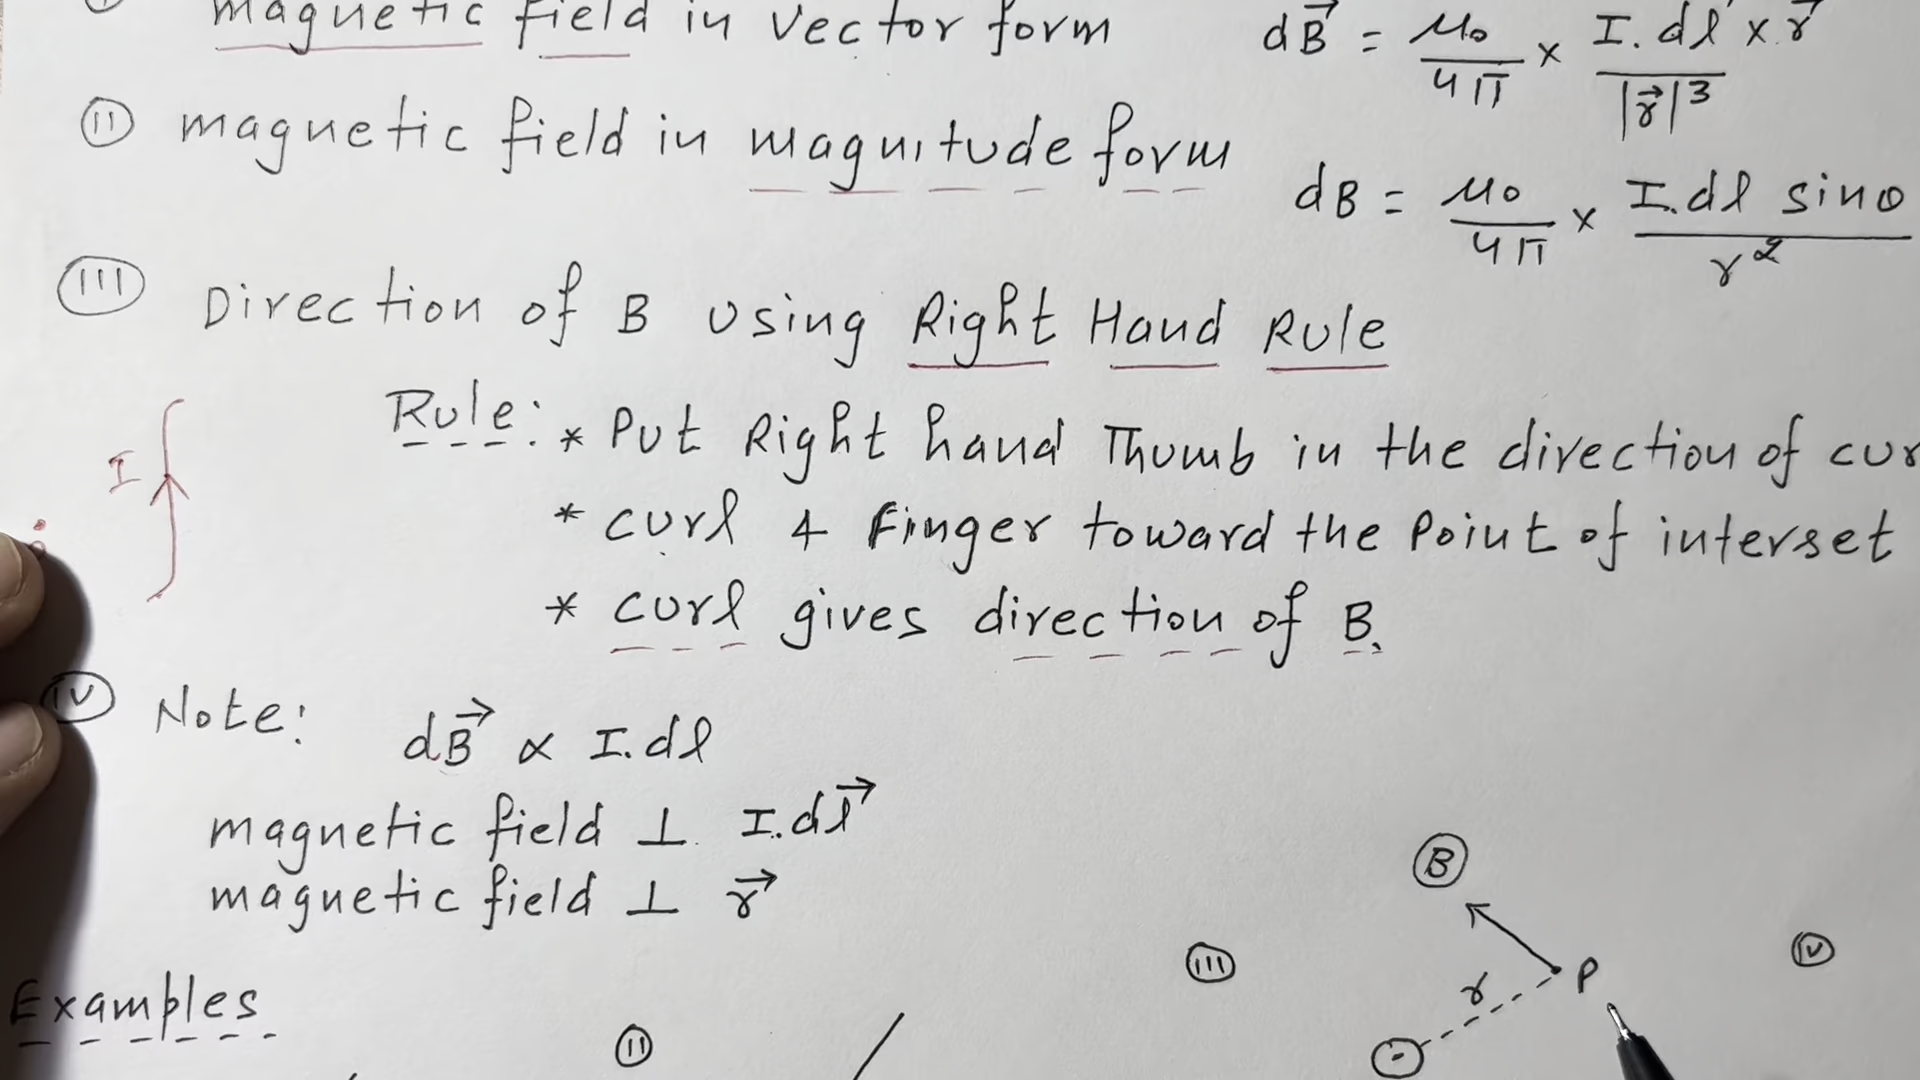 magnetic field in vector form dB⃗ = μ₀/4π × I.dl × r⃗ / |r⃗|³
(II) magnetic field in magnitude form dB = μ₀/4π × I.dl sinθ / r²
(III) Direction of B using Right Hand Rule
Rule: * Put Right hand Thumb in the direction of cur
I
* curl 4 Finger toward the Point of interset
* curl gives direction of B.
(IV) Note: dB⃗ ∝ I.dl
magnetic field ⊥ I.dl⃗
magnetic field ⊥ r⃗
B
(III) P (IV)
r
Examples
(II)